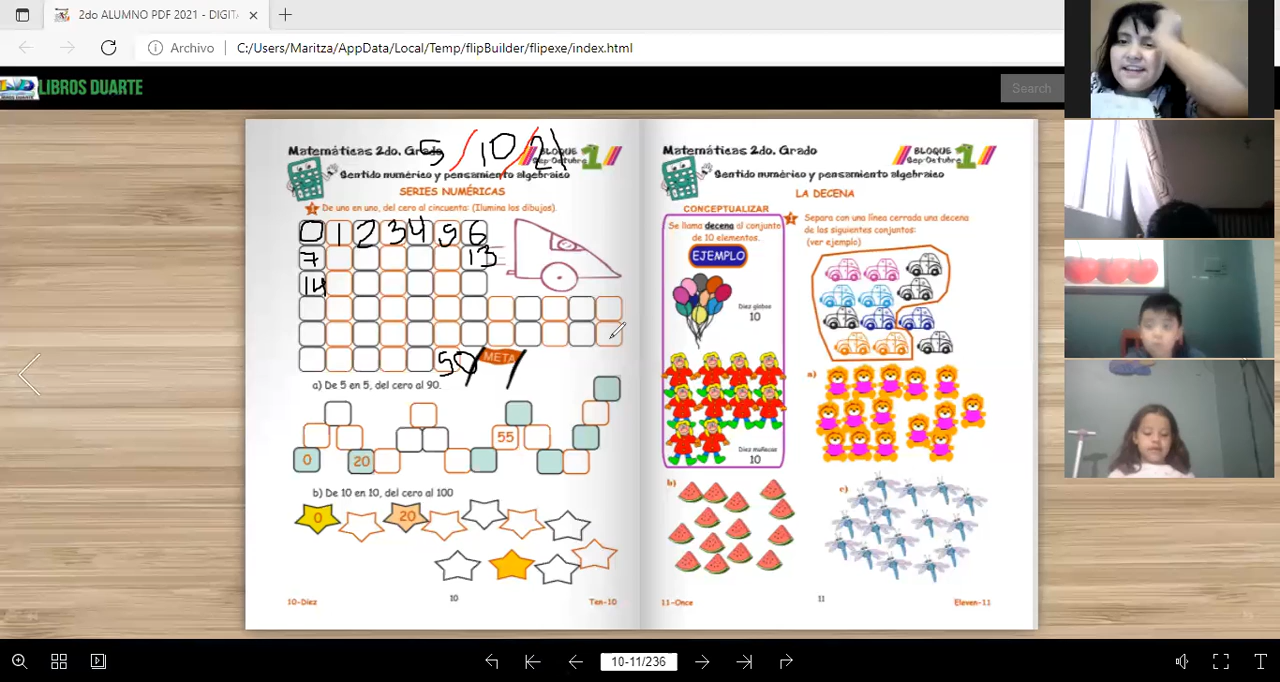 2do ALUMNO PDF 2021 - DIGITA
Archivo C:/Users/Maritza/AppData/Local/Temp/flipBuilder/flipexe/index.html
LIBROS DUARTE
Search
Matemáticas 2do. Grado
5/10/21
BLOQUE 1
Sep-Octubre
Sentido numérico y pensamiento algebraico
SERIES NUMÉRICAS
1 De uno en uno, del cero al cincuenta: (Ilumina los dibujos).
0 1 2 3 4 5 6
7 13
14
50 META
a) De 5 en 5, del cero al 90.
55
0 20
b) De 10 en 10, del cero al 100
0 20
10-Diez 10 Ten-10
Matemáticas 2do. Grado
BLOQUE 1
Sep-Octubre
Sentido numérico y pensamiento algebraico
LA DECENA
CONCEPTUALIZAR
Se llama decena al conjunto
de 10 elementos.
EJEMPLO
Diez globos
10
Diez muñecos
10
Separa con una línea cerrada una decena
de los siguientes conjuntos:
(ver ejemplo)
a)
b)
c)
11-Once 11 Eleven-11
10-11/236